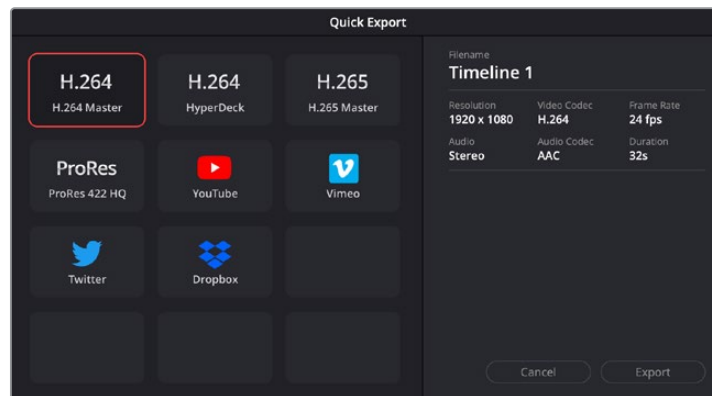 Quick Export
H.264
H.264 Master
H.264
HyperDeck
H.265
H.265 Master
ProRes
ProRes 422 HQ
YouTube
Vimeo
Twitter
Dropbox
Filename
Timeline 1
Resolution Video Codec Frame Rate
1920 x 1080 H.264 24 fps
Audio Audio Codec Duration
Stereo AAC 32s
Cancel Export